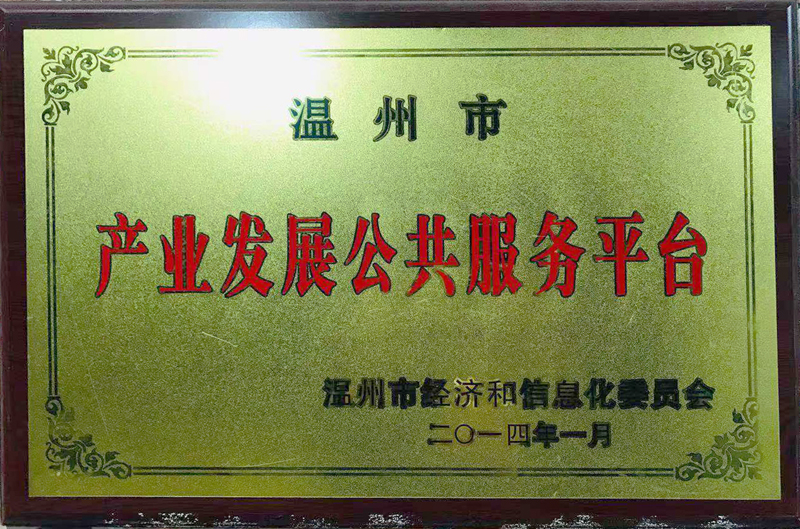 温州市
产业发展公共服务平台
温州市经济和信息化委员会
二〇一四年一月